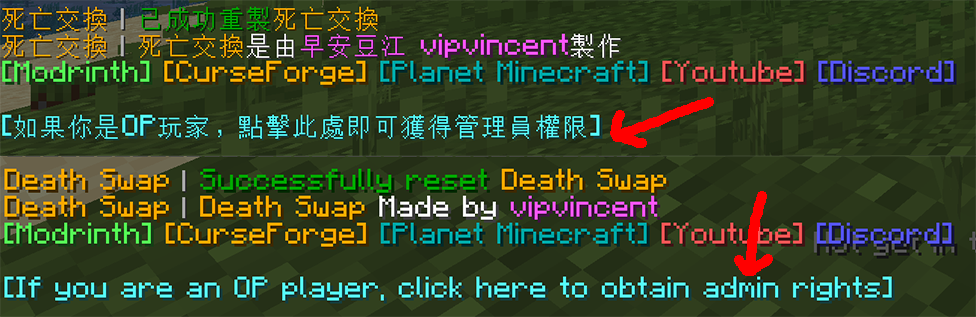 死亡交換 | 已成功重製死亡交換
死亡交換 | 死亡交換是由早安豆江 vipvincent製作
[Modrinth] [CurseForge] [Planet Minecraft] [Youtube] [Discord]
[如果你是OP玩家，點擊此處即可獲得管理員權限]
Death Swap | Successfully reset Death Swap
Death Swap | Death Swap Made by vipvincent
[Modrinth] [CurseForge] [Planet Minecraft] [Youtube] [Discord]
[If you are an OP player, click here to obtain admin rights]